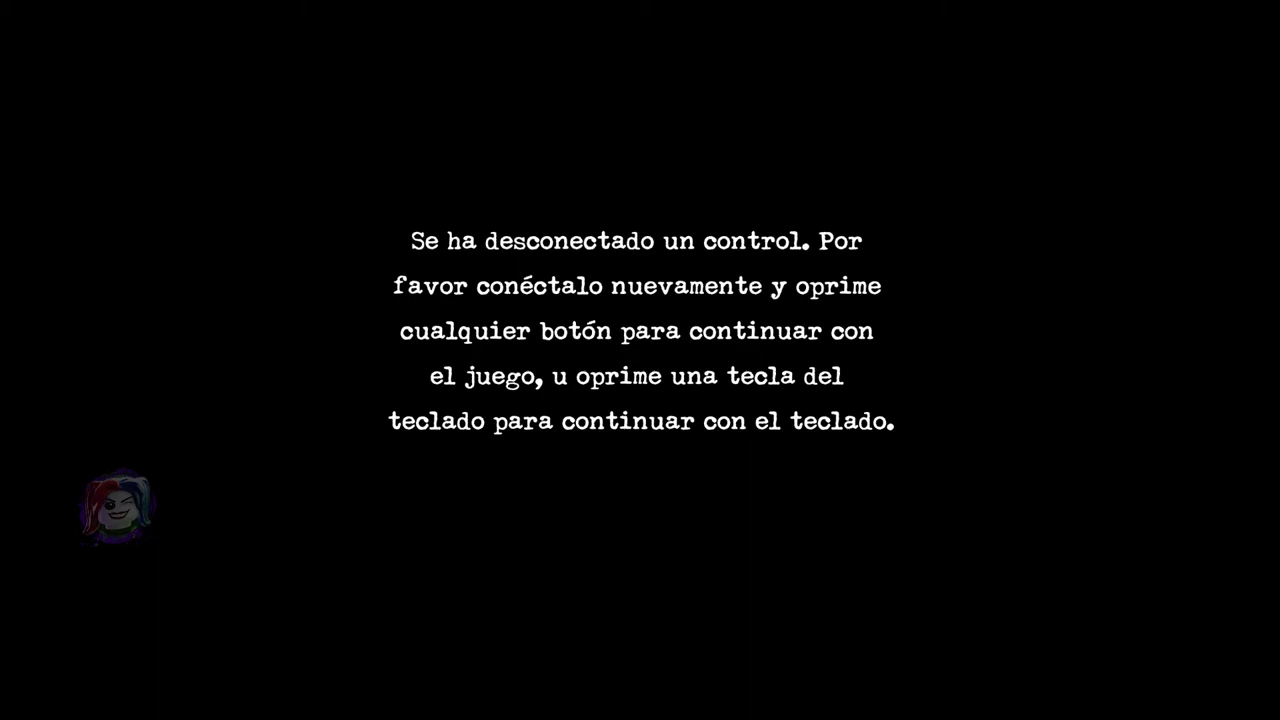 Se ha desconectado un control. Por
favor conéctalo nuevamente y oprime
cualquier botón para continuar con
el juego, u oprime una tecla del
teclado para continuar con el teclado.